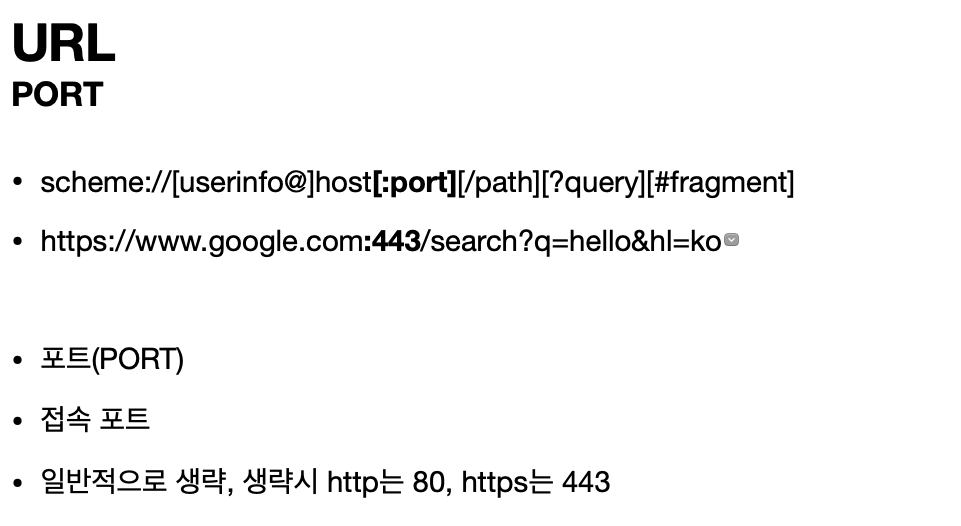 URL
PORT
• scheme://[userinfo@]host[:port][/path][?query][#fragment]
• https://www.google.com:443/search?q=hello&hl=ko
• 포트(PORT)
• 접속 포트
• 일반적으로 생략, 생략시 http는 80, https는 443